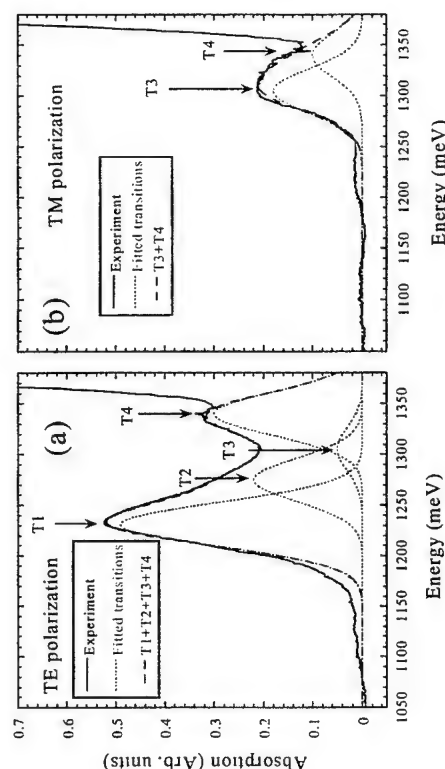 TE polarization
(a)
Experiment
Fitted transitions
T1+T2+T3+T4
T1
T2
T3
T4
0.7
0.6
0.5
0.4
0.3
0.2
0.1
0
Absorption (Arb. units)
1050
1100
1150
1200
1250
1300
1350
Energy (meV)
(b)
TM polarization
Experiment
Fitted transitions
T3+T4
T3
T4
1100
1150
1200
1250
1300
1350
Energy (meV)